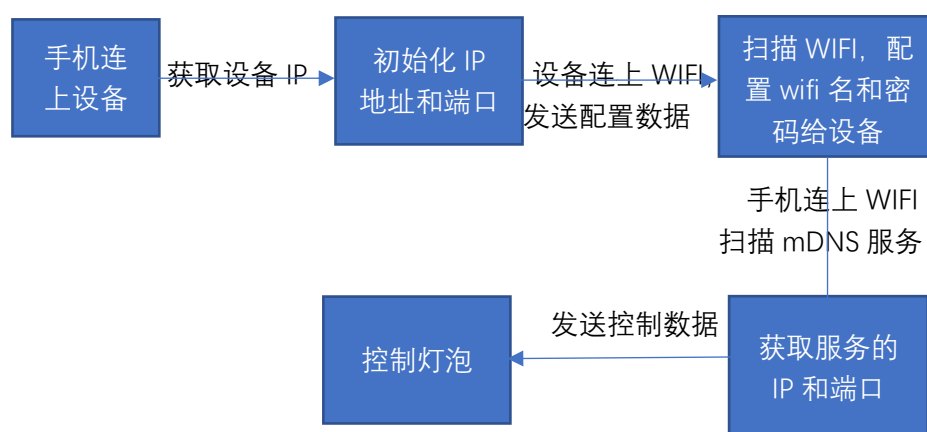 手机连
上设备
获取设备 IP
初始化 IP
地址和端口
设备连上 WIFI,
发送配置数据
扫描 WIFI，配
置 wifi 名和密
码给设备
手机连上 WIFI
扫描 mDNS 服务
获取服务的
IP 和端口
发送控制数据
控制灯泡